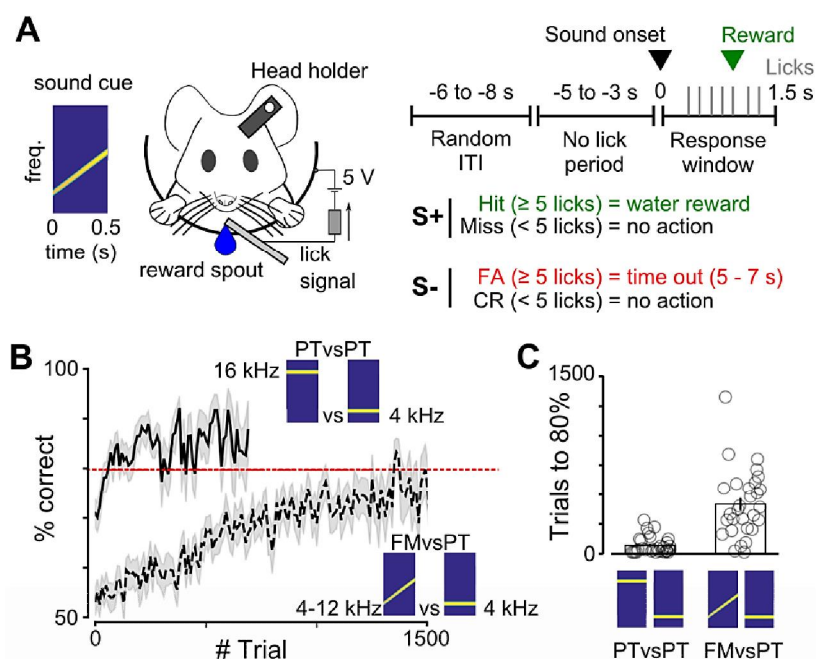 A
sound cue
freq.
0 0.5
time (s)
Head holder
5 V
reward spout
lick
signal
Sound onset
Reward
Licks
-6 to -8 s
-5 to -3 s
0
1.5 s
Random
ITI
No lick
period
Response
window
S+
Hit (≥ 5 licks) = water reward
Miss (< 5 licks) = no action
S-
FA (≥ 5 licks) = time out (5 - 7 s)
CR (< 5 licks) = no action
B
100
% correct
50
0
# Trial
1500
PTvsPT
16 kHz
vs
4 kHz
FMvsPT
4-12 kHz
vs
4 kHz
C
1500
Trials to 80%
0
PTvsPT FMvsPT